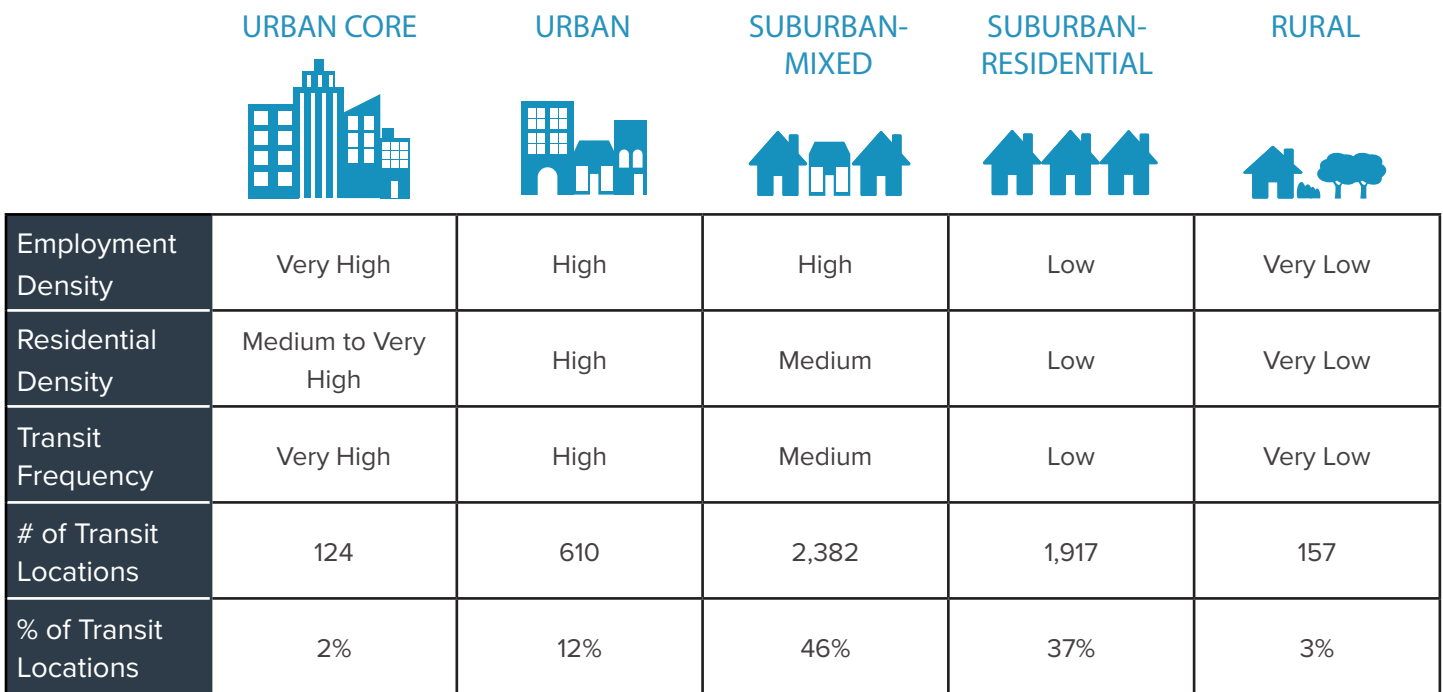 URBAN CORE
URBAN
SUBURBAN-
MIXED
SUBURBAN-
RESIDENTIAL
RURAL
Employment
Density
Very High
High
High
Low
Very Low
Residential
Density
Medium to Very
High
High
Medium
Low
Very Low
Transit
Frequency
Very High
High
Medium
Low
Very Low
# of Transit
Locations
124
610
2,382
1,917
157
% of Transit
Locations
2%
12%
46%
37%
3%